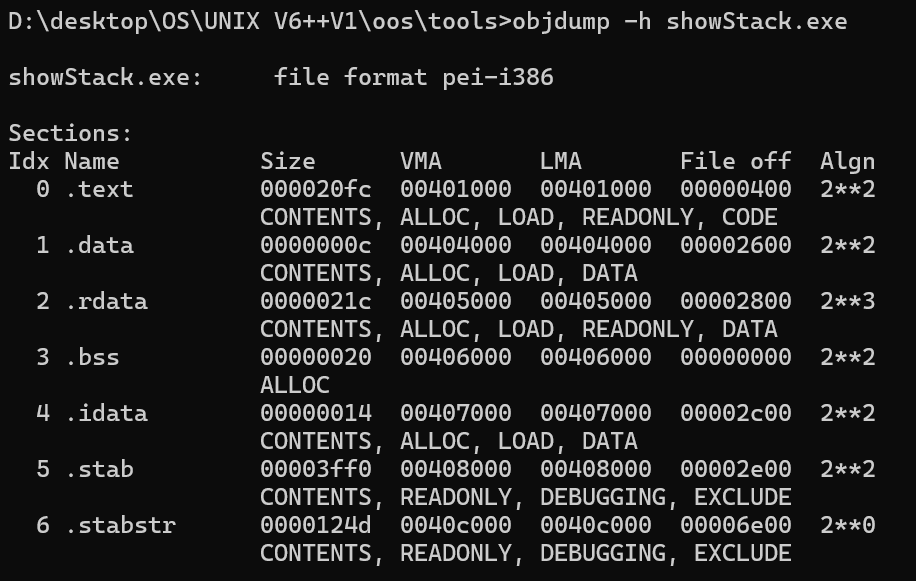 D:\desktop\OS\UNIX V6++V1\oos\tools>objdump -h showStack.exe
showStack.exe:     file format pei-i386
Sections:
Idx Name          Size      VMA       LMA       File off  Algn
  0 .text         000020fc  00401000  00401000  00000400  2**2
                  CONTENTS, ALLOC, LOAD, READONLY, CODE
  1 .data         0000000c  00404000  00404000  00002600  2**2
                  CONTENTS, ALLOC, LOAD, DATA
  2 .rdata        0000021c  00405000  00405000  00002800  2**3
                  CONTENTS, ALLOC, LOAD, READONLY, DATA
  3 .bss          00000020  00406000  00406000  00000000  2**2
                  ALLOC
  4 .idata        00000014  00407000  00407000  00002c00  2**2
                  CONTENTS, ALLOC, LOAD, DATA
  5 .stab         00003ff0  00408000  00408000  00002e00  2**2
                  CONTENTS, READONLY, DEBUGGING, EXCLUDE
  6 .stabstr      0000124d  0040c000  0040c000  00006e00  2**0
                  CONTENTS, READONLY, DEBUGGING, EXCLUDE